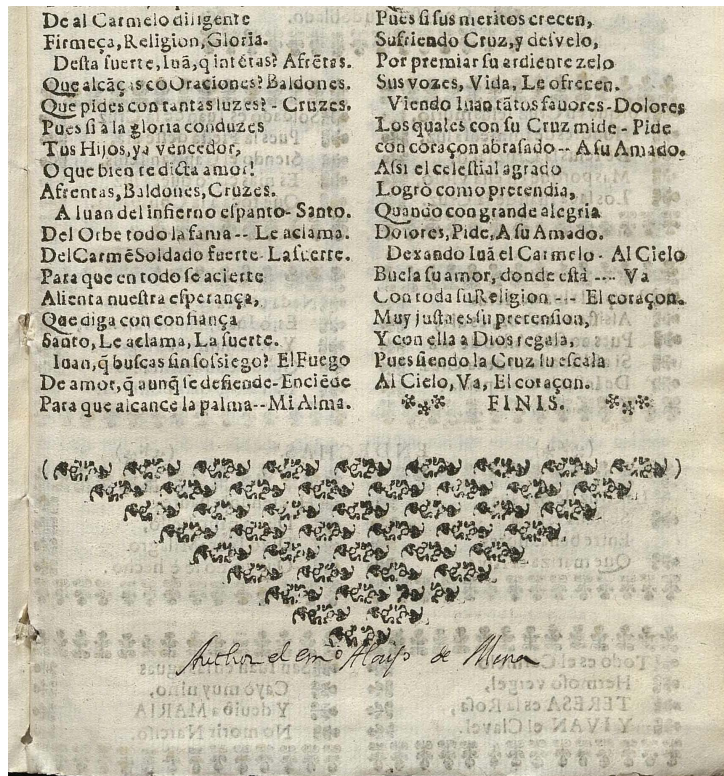 De al Carmelo diligente
Firmeça, Religion, Gloria.
Desta suerte, Iuã, q intẽtas? Afrẽtas.
Que alcãças cõ Oraciones? Baldones.
Que pides con tantas luzes? - Cruzes.
Pues si à la gloria conduzes
Tus Hijos, ya vencedor,
O que bien te dicta amor!
Afrentas, Baldones, Cruzes.
A Iuan del infierno espanto- Santo.
Del Orbe todo la fama -- Le aclama.
Del Carmẽ Soldado fuerte- La suerte.
Para que en todo se acierte
Alienta nuestra esperança,
Que diga con confiança
Santo, Le aclama, La suerte.
Iuan, q̃ buscas sin sossiego? El Fuego
De amor, q̃ aunq̃ se defiende-Enciẽde
Para que alcance la palma--Mi Alma.
Pues si sus meritos crecen,
Sufriendo Cruz, y desvelo,
Por premiar su ardiente zelo
Sus vozes, Vida, Le ofrecen.
Viendo Iuan tãtos fauores-Dolores
Los quales con su Cruz mide - Pide
con coraçon abrasado -- A su Amado.
Assi el celestial agrado
Logrò como pretendia,
Quando con grande alegria
Dolores, Pide, A su Amado.
Dexando Iuã el Carmelo - Al Cielo
Buela su amor, donde està ---- Va
Con toda su Religion --- El coraçon.
Muy justa es su pretension,
Y con ella a Dios regala,
Pues siendo la Cruz su escala
Al Cielo, Va, El coraçon.
FINIS.
Author el de